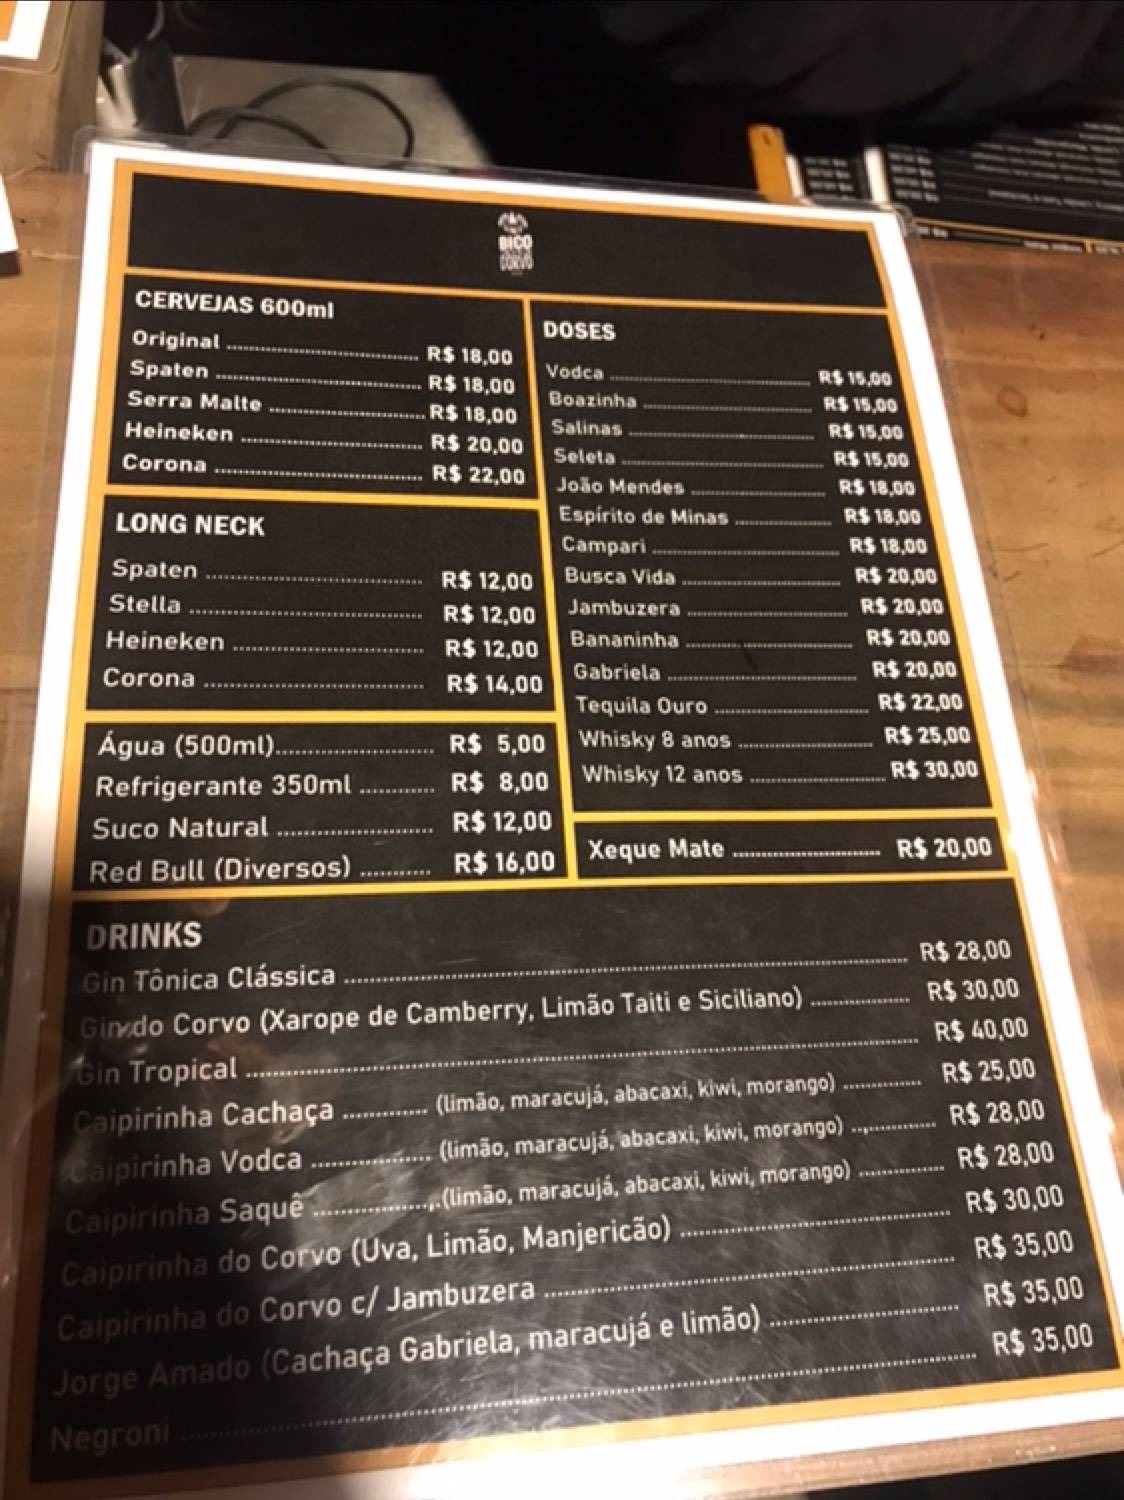 BICO
CORVO
CERVEJAS 600ml
Original ........ R$ 18,00
Spaten ........ R$ 18,00
Serra Malte ........ R$ 18,00
Heineken ........ R$ 20,00
Corona ........ R$ 22,00
LONG NECK
Spaten ........ R$ 12,00
Stella ........ R$ 12,00
Heineken ........ R$ 12,00
Corona ........ R$ 14,00
Água (500ml)........ R$ 5,00
Refrigerante 350ml ........ R$ 8,00
Suco Natural ........ R$ 12,00
Red Bull (Diversos) ........ R$ 16,00
DOSES
Vodca ........ R$ 15,00
Boazinha ........ R$ 15,00
Salinas ........ R$ 15,00
Seleta ........ R$ 15,00
João Mendes ........ R$ 18,00
Espírito de Minas ........ R$ 18,00
Campari ........ R$ 18,00
Busca Vida ........ R$ 20,00
Jambuzera ........ R$ 20,00
Bananinha ........ R$ 20,00
Gabriela ........ R$ 20,00
Tequila Ouro ........ R$ 22,00
Whisky 8 anos ........ R$ 25,00
Whisky 12 anos ........ R$ 30,00
Xeque Mate ........ R$ 20,00
DRINKS
Gin Tônica Clássica ........ R$ 28,00
Gin do Corvo (Xarope de Camberry, Limão Taiti e Siciliano) ........ R$ 30,00
Gin Tropical ........ R$ 40,00
Caipirinha Cachaça ........ (limão, maracujá, abacaxi, kiwi, morango) ........ R$ 25,00
Caipirinha Vodca ........ (limão, maracujá, abacaxi, kiwi, morango) ........ R$ 28,00
Caipirinha Saquê ........ (limão, maracujá, abacaxi, kiwi, morango) ........ R$ 28,00
Caipirinha do Corvo (Uva, Limão, Manjericão) ........ R$ 30,00
Caipirinha do Corvo c/ Jambuzera ........ R$ 35,00
Jorge Amado (Cachaça Gabriela, maracujá e limão) ........ R$ 35,00
Negroni ........ R$ 35,00